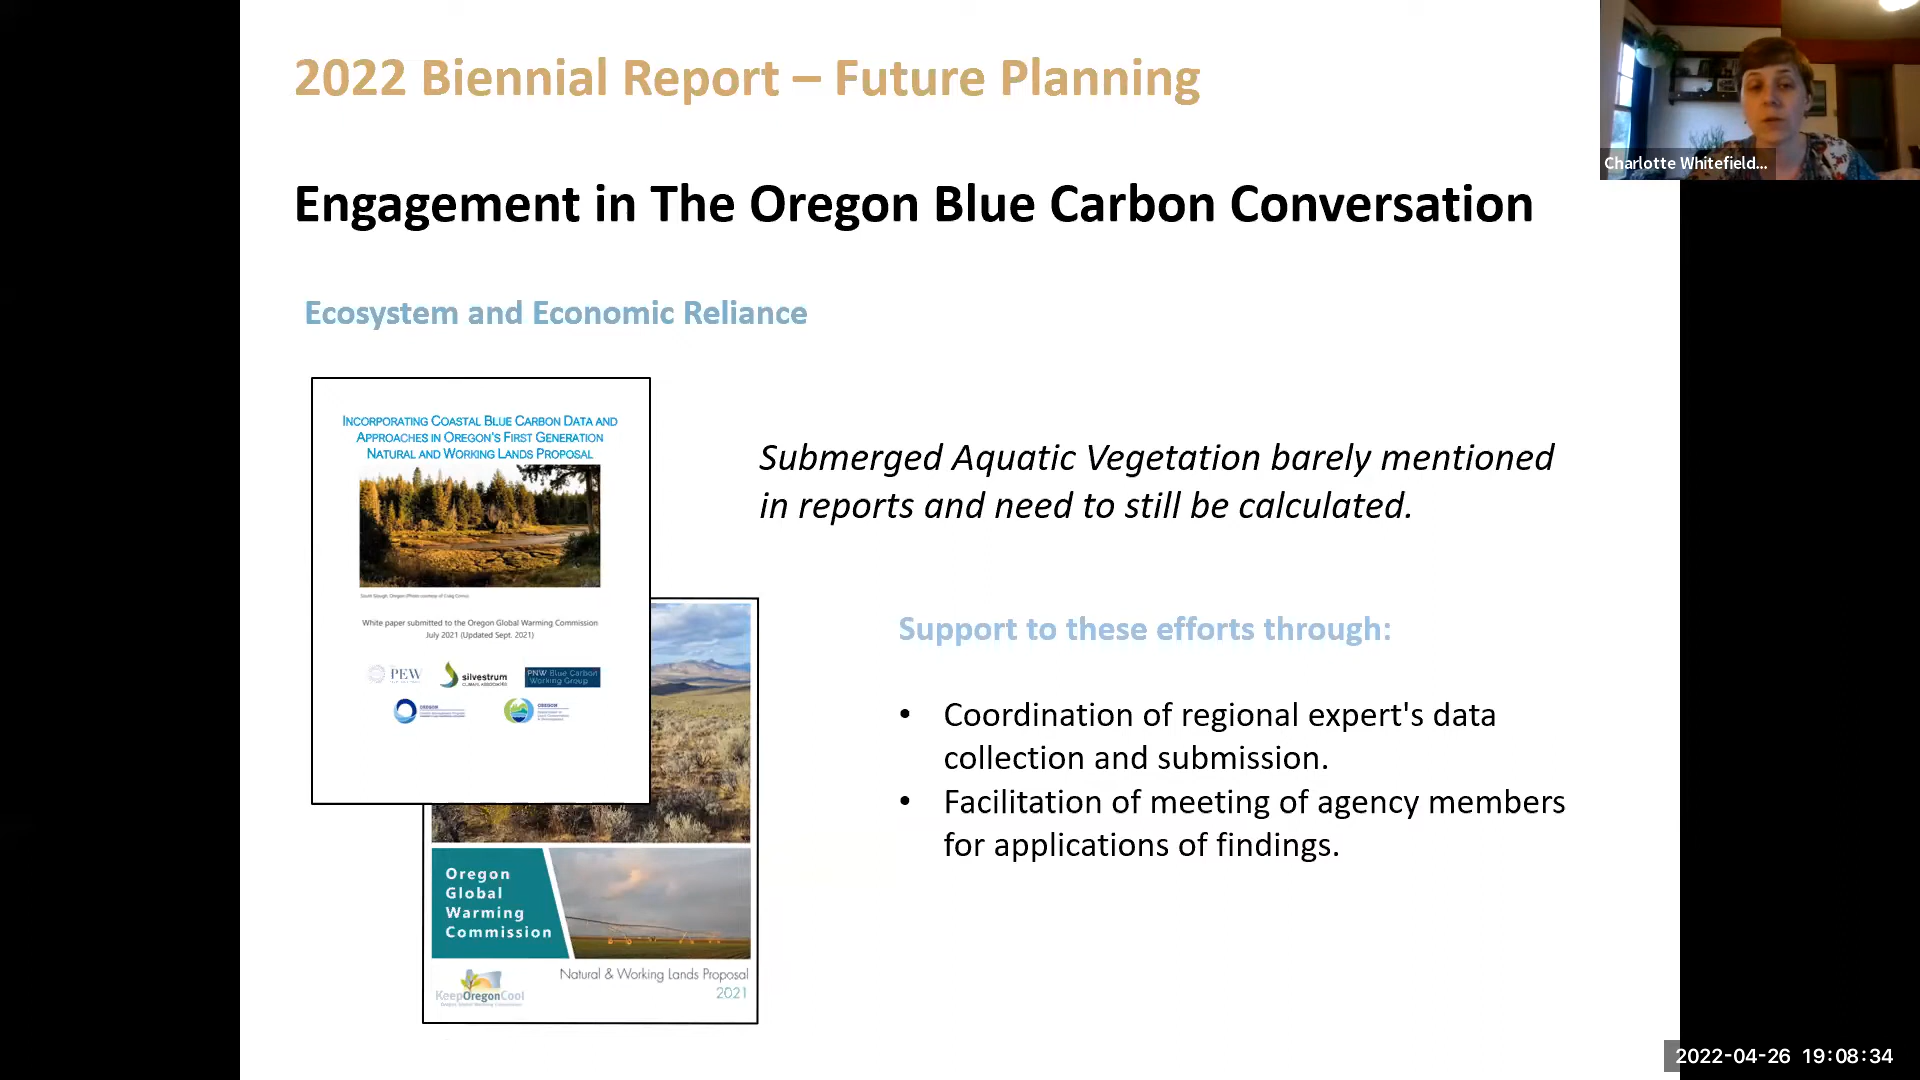 2022 Biennial Report – Future Planning
Charlotte Whitefield...
Engagement in The Oregon Blue Carbon Conversation
Ecosystem and Economic Reliance
INCORPORATING COASTAL BLUE CARBON DATA AND
APPROACHES IN OREGON'S FIRST GENERATION
NATURAL AND WORKING LANDS PROPOSAL
White paper submitted to the Oregon Global Warming Commission
July 2021 (Updated Sept. 2021)
PEW
silvestrum
PNW Blue Carbon
Working Group
OREGON
OREGON
Submerged Aquatic Vegetation barely mentioned
in reports and need to still be calculated.
Support to these efforts through:
• Coordination of regional expert's data
collection and submission.
• Facilitation of meeting of agency members
for applications of findings.
Oregon
Global
Warming
Commission
Natural & Working Lands Proposal
2021
KeepOregonCool
2022-04-26 19:08:34